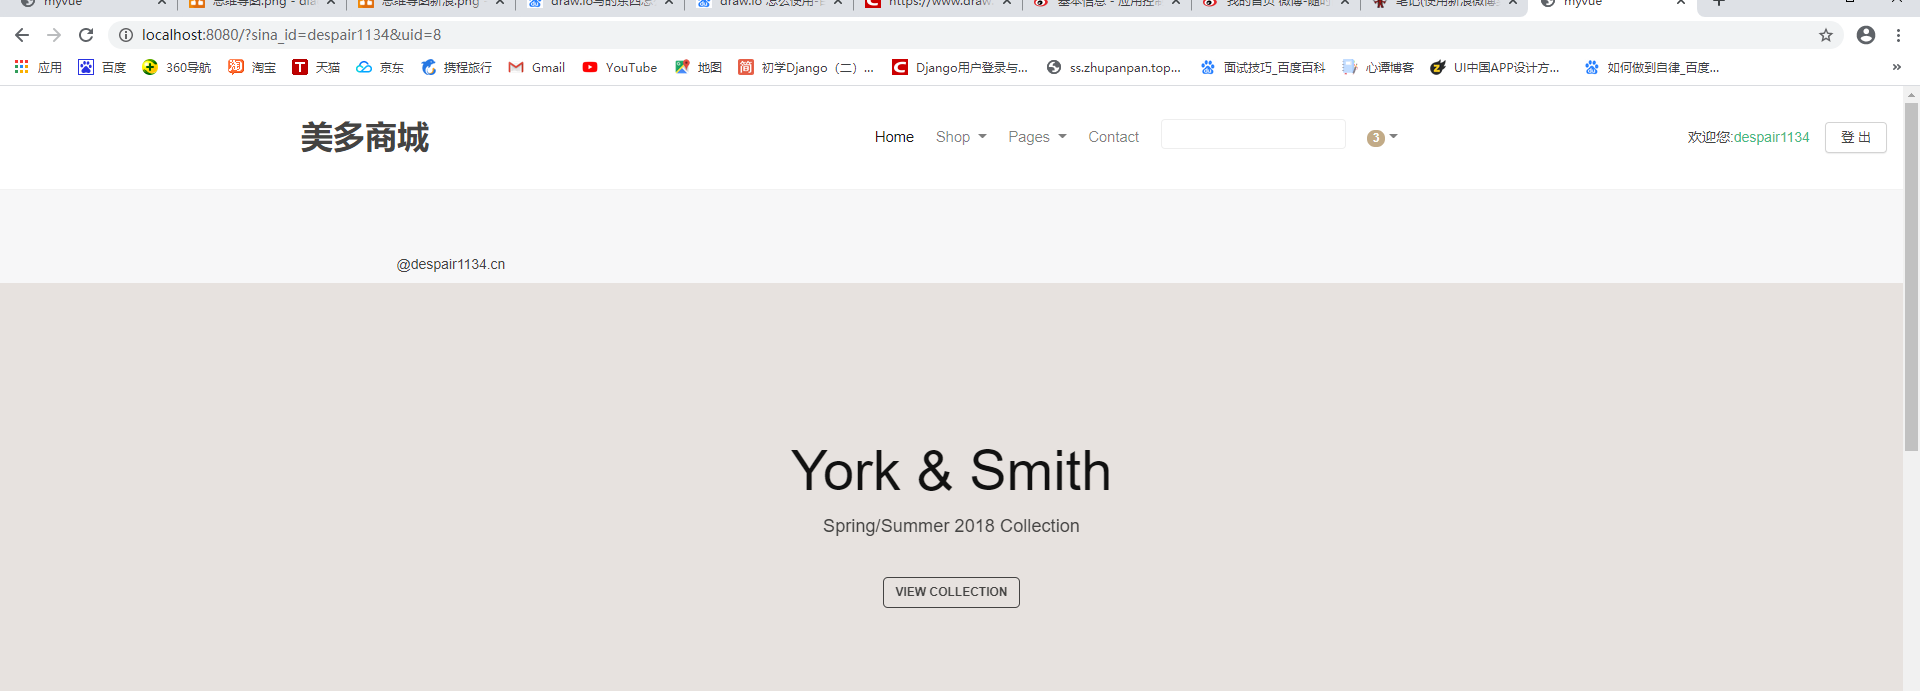 myvue
思维导图.png - dia
思维导图新浪.png -
draw.io
draw.io 怎么使用-
https://www.draw.
基本信息 - 应用控
我的首页 微博-随时
笔记(使用新浪微博
myvue
localhost:8080/?sina_id=despair1134&uid=8
应用
百度
360导航
淘宝
天猫
京东
携程旅行
Gmail
YouTube
地图
初学Django（二）...
Django用户登录与...
ss.zhupanpan.top...
面试技巧_百度百科
心谭博客
UI中国APP设计方...
如何做到自律_百度...
美多商城
Home
Shop
Pages
Contact
3
欢迎您:despair1134
登 出
@despair1134.cn
York & Smith
Spring/Summer 2018 Collection
VIEW COLLECTION